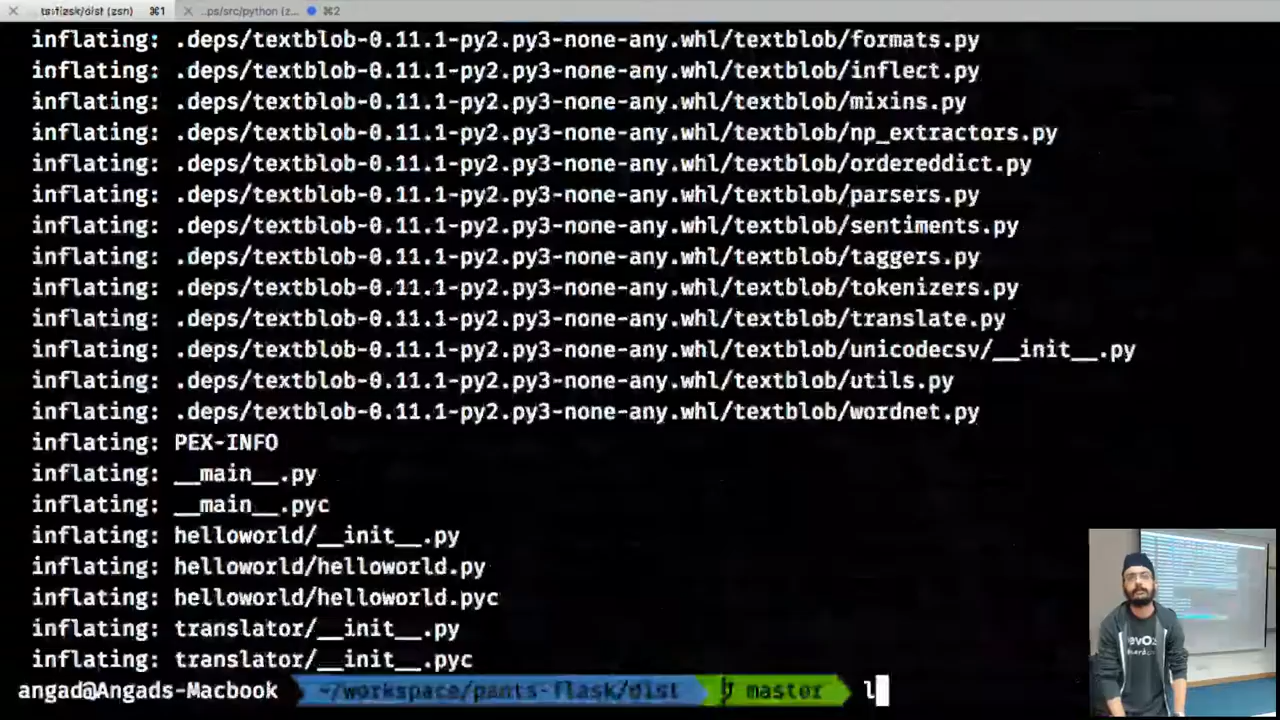 ts-flask/dist (zsh) ⌘1 ..ps/src/python (z... ⌘2
inflating: .deps/textblob-0.11.1-py2.py3-none-any.whl/textblob/formats.py
inflating: .deps/textblob-0.11.1-py2.py3-none-any.whl/textblob/inflect.py
inflating: .deps/textblob-0.11.1-py2.py3-none-any.whl/textblob/mixins.py
inflating: .deps/textblob-0.11.1-py2.py3-none-any.whl/textblob/np_extractors.py
inflating: .deps/textblob-0.11.1-py2.py3-none-any.whl/textblob/ordereddict.py
inflating: .deps/textblob-0.11.1-py2.py3-none-any.whl/textblob/parsers.py
inflating: .deps/textblob-0.11.1-py2.py3-none-any.whl/textblob/sentiments.py
inflating: .deps/textblob-0.11.1-py2.py3-none-any.whl/textblob/taggers.py
inflating: .deps/textblob-0.11.1-py2.py3-none-any.whl/textblob/tokenizers.py
inflating: .deps/textblob-0.11.1-py2.py3-none-any.whl/textblob/translate.py
inflating: .deps/textblob-0.11.1-py2.py3-none-any.whl/textblob/unicodecsv/__init__.py
inflating: .deps/textblob-0.11.1-py2.py3-none-any.whl/textblob/utils.py
inflating: .deps/textblob-0.11.1-py2.py3-none-any.whl/textblob/wordnet.py
inflating: PEX-INFO
inflating: __main__.py
inflating: __main__.pyc
inflating: helloworld/__init__.py
inflating: helloworld/helloworld.py
inflating: helloworld/helloworld.pyc
inflating: translator/__init__.py
inflating: translator/__init__.pyc
angad@Angads-Macbook ~/workspace/pants-flask/dist master l